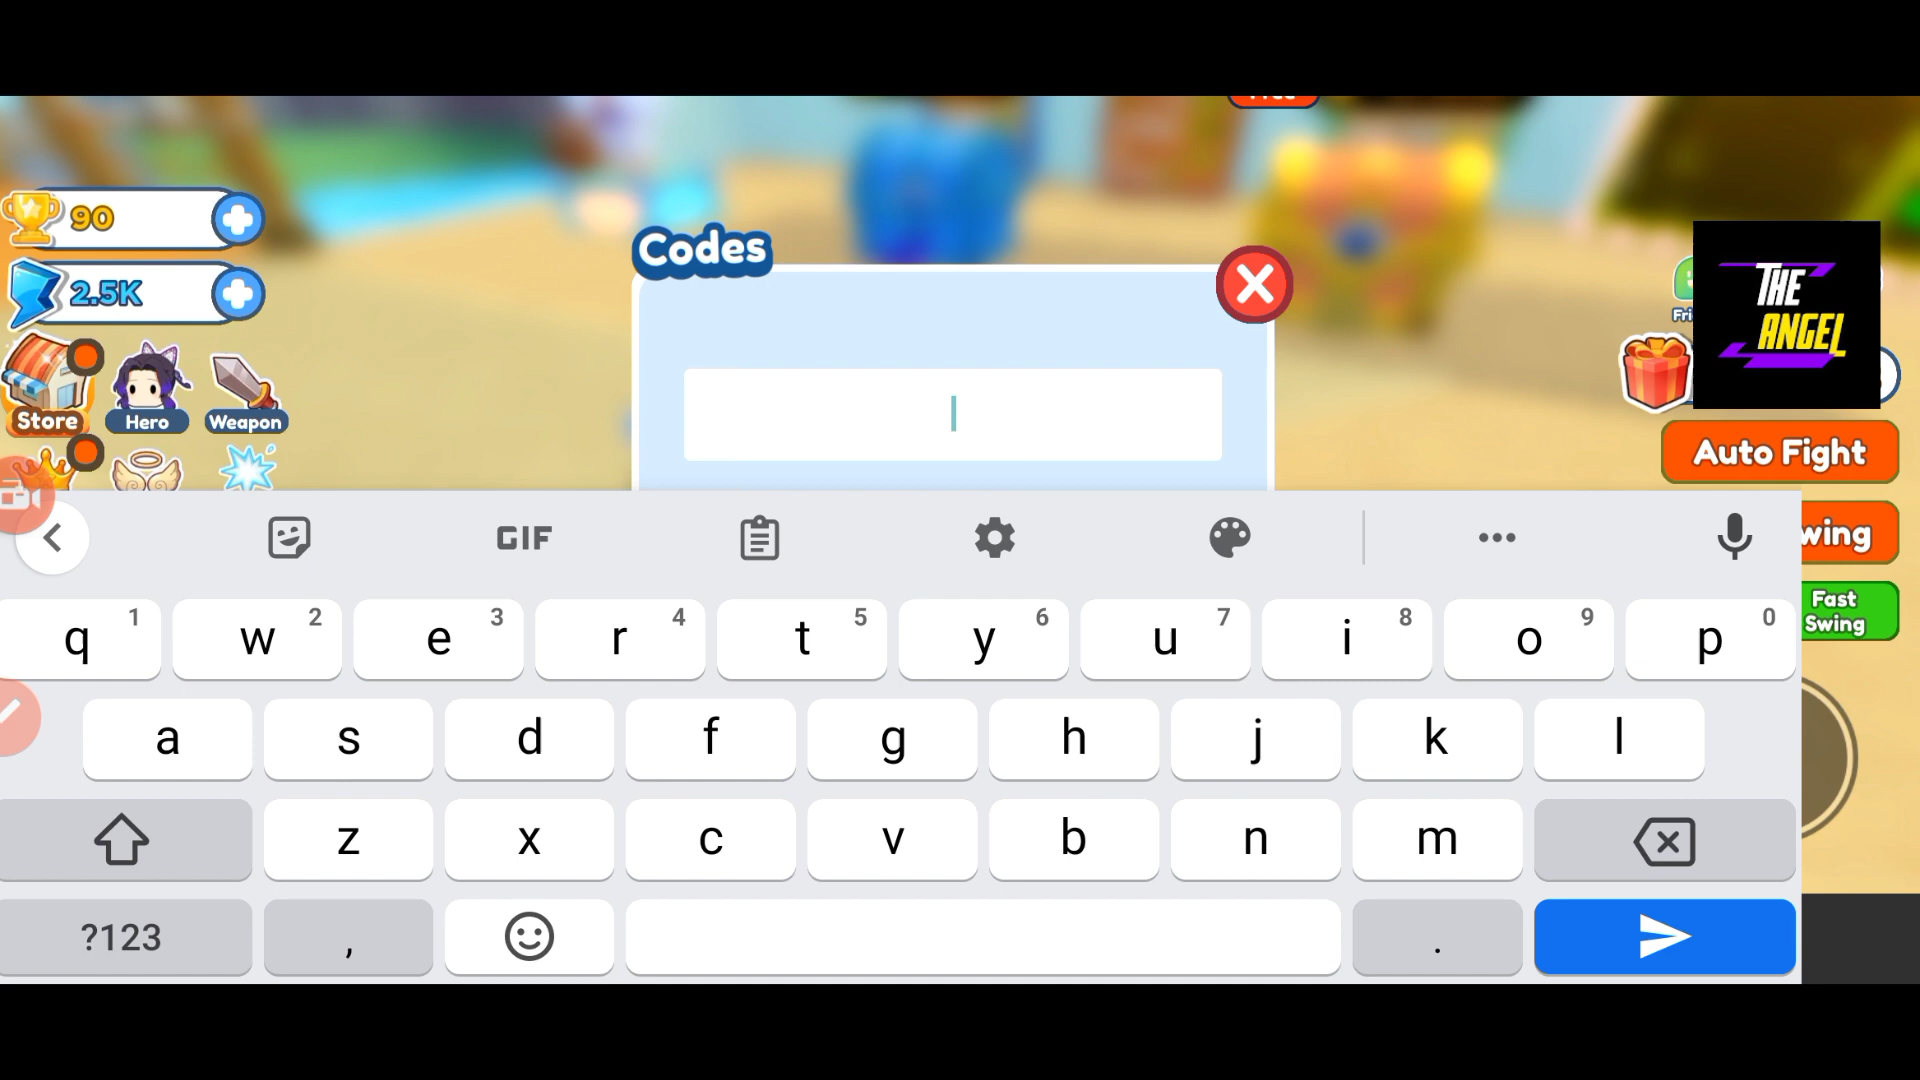 90
2.5K
Codes
Store
Hero
Weapon
THE
ANGEL
Auto Fight
wing
Fast
Swing
GIF
q 1 w 2 e 3 r 4 t 5 y 6 u 7 i 8 o 9 p 0
a s d f g h j k l
z x c v b n m
?123 , .